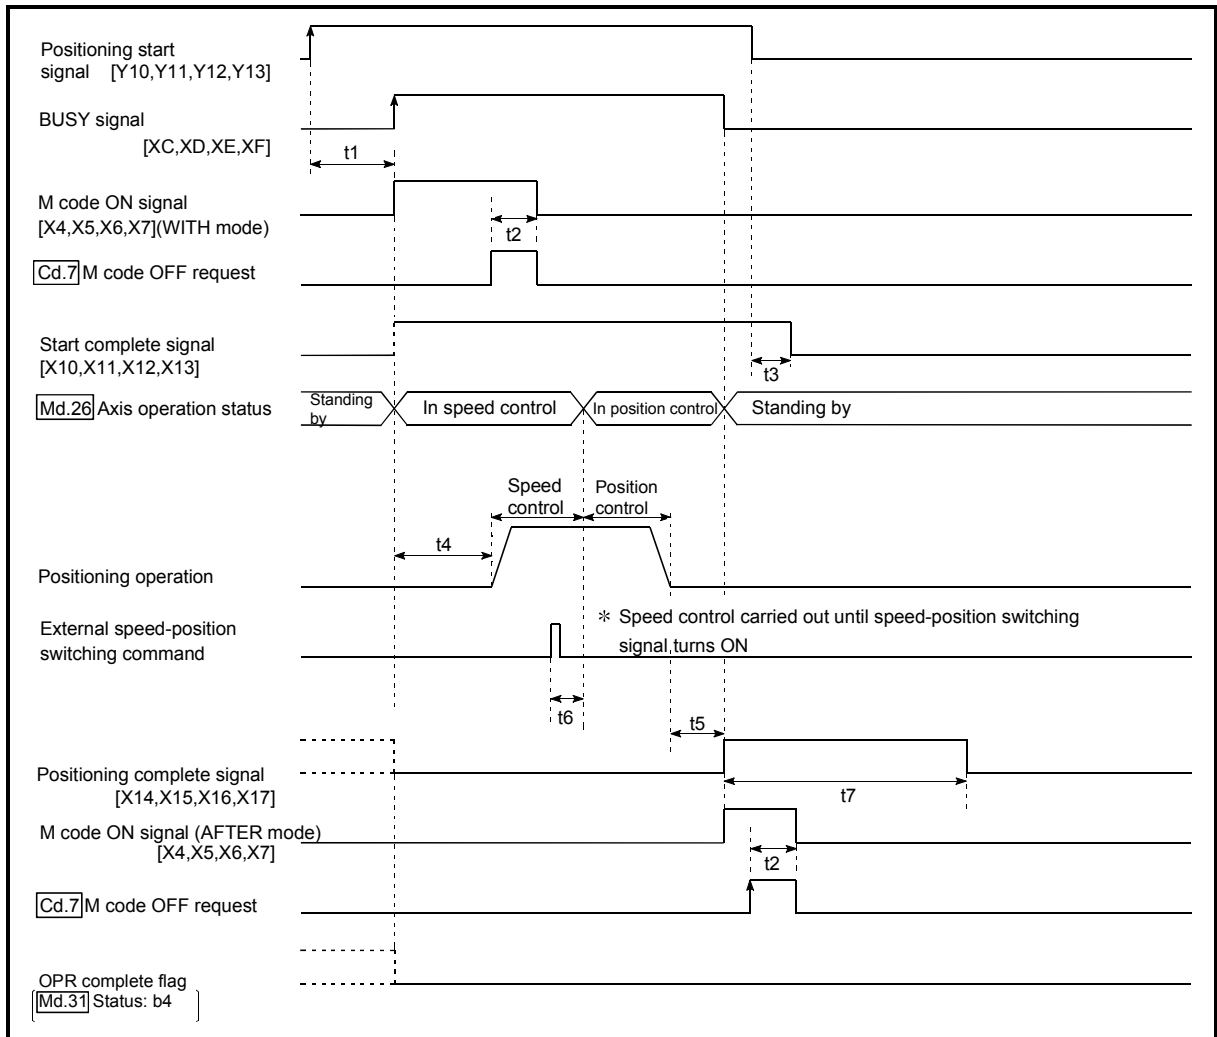 Positioning start
signal [Y10,Y11,Y12,Y13]
BUSY signal
[XC,XD,XE,XF]
t1
M code ON signal
[X4,X5,X6,X7](WITH mode)
t2
Cd.7 M code OFF request
Start complete signal
[X10,X11,X12,X13]
t3
Md.26 Axis operation status
Standing
by
In speed control
In position control
Standing by
Speed
control
Position
control
t4
Positioning operation
External speed-position
switching command
* Speed control carried out until speed-position switching
signal turns ON
t6
t5
Positioning complete signal
[X14,X15,X16,X17]
t7
M code ON signal (AFTER mode)
[X4,X5,X6,X7]
t2
Cd.7 M code OFF request
OPR complete flag
Md.31 Status: b4